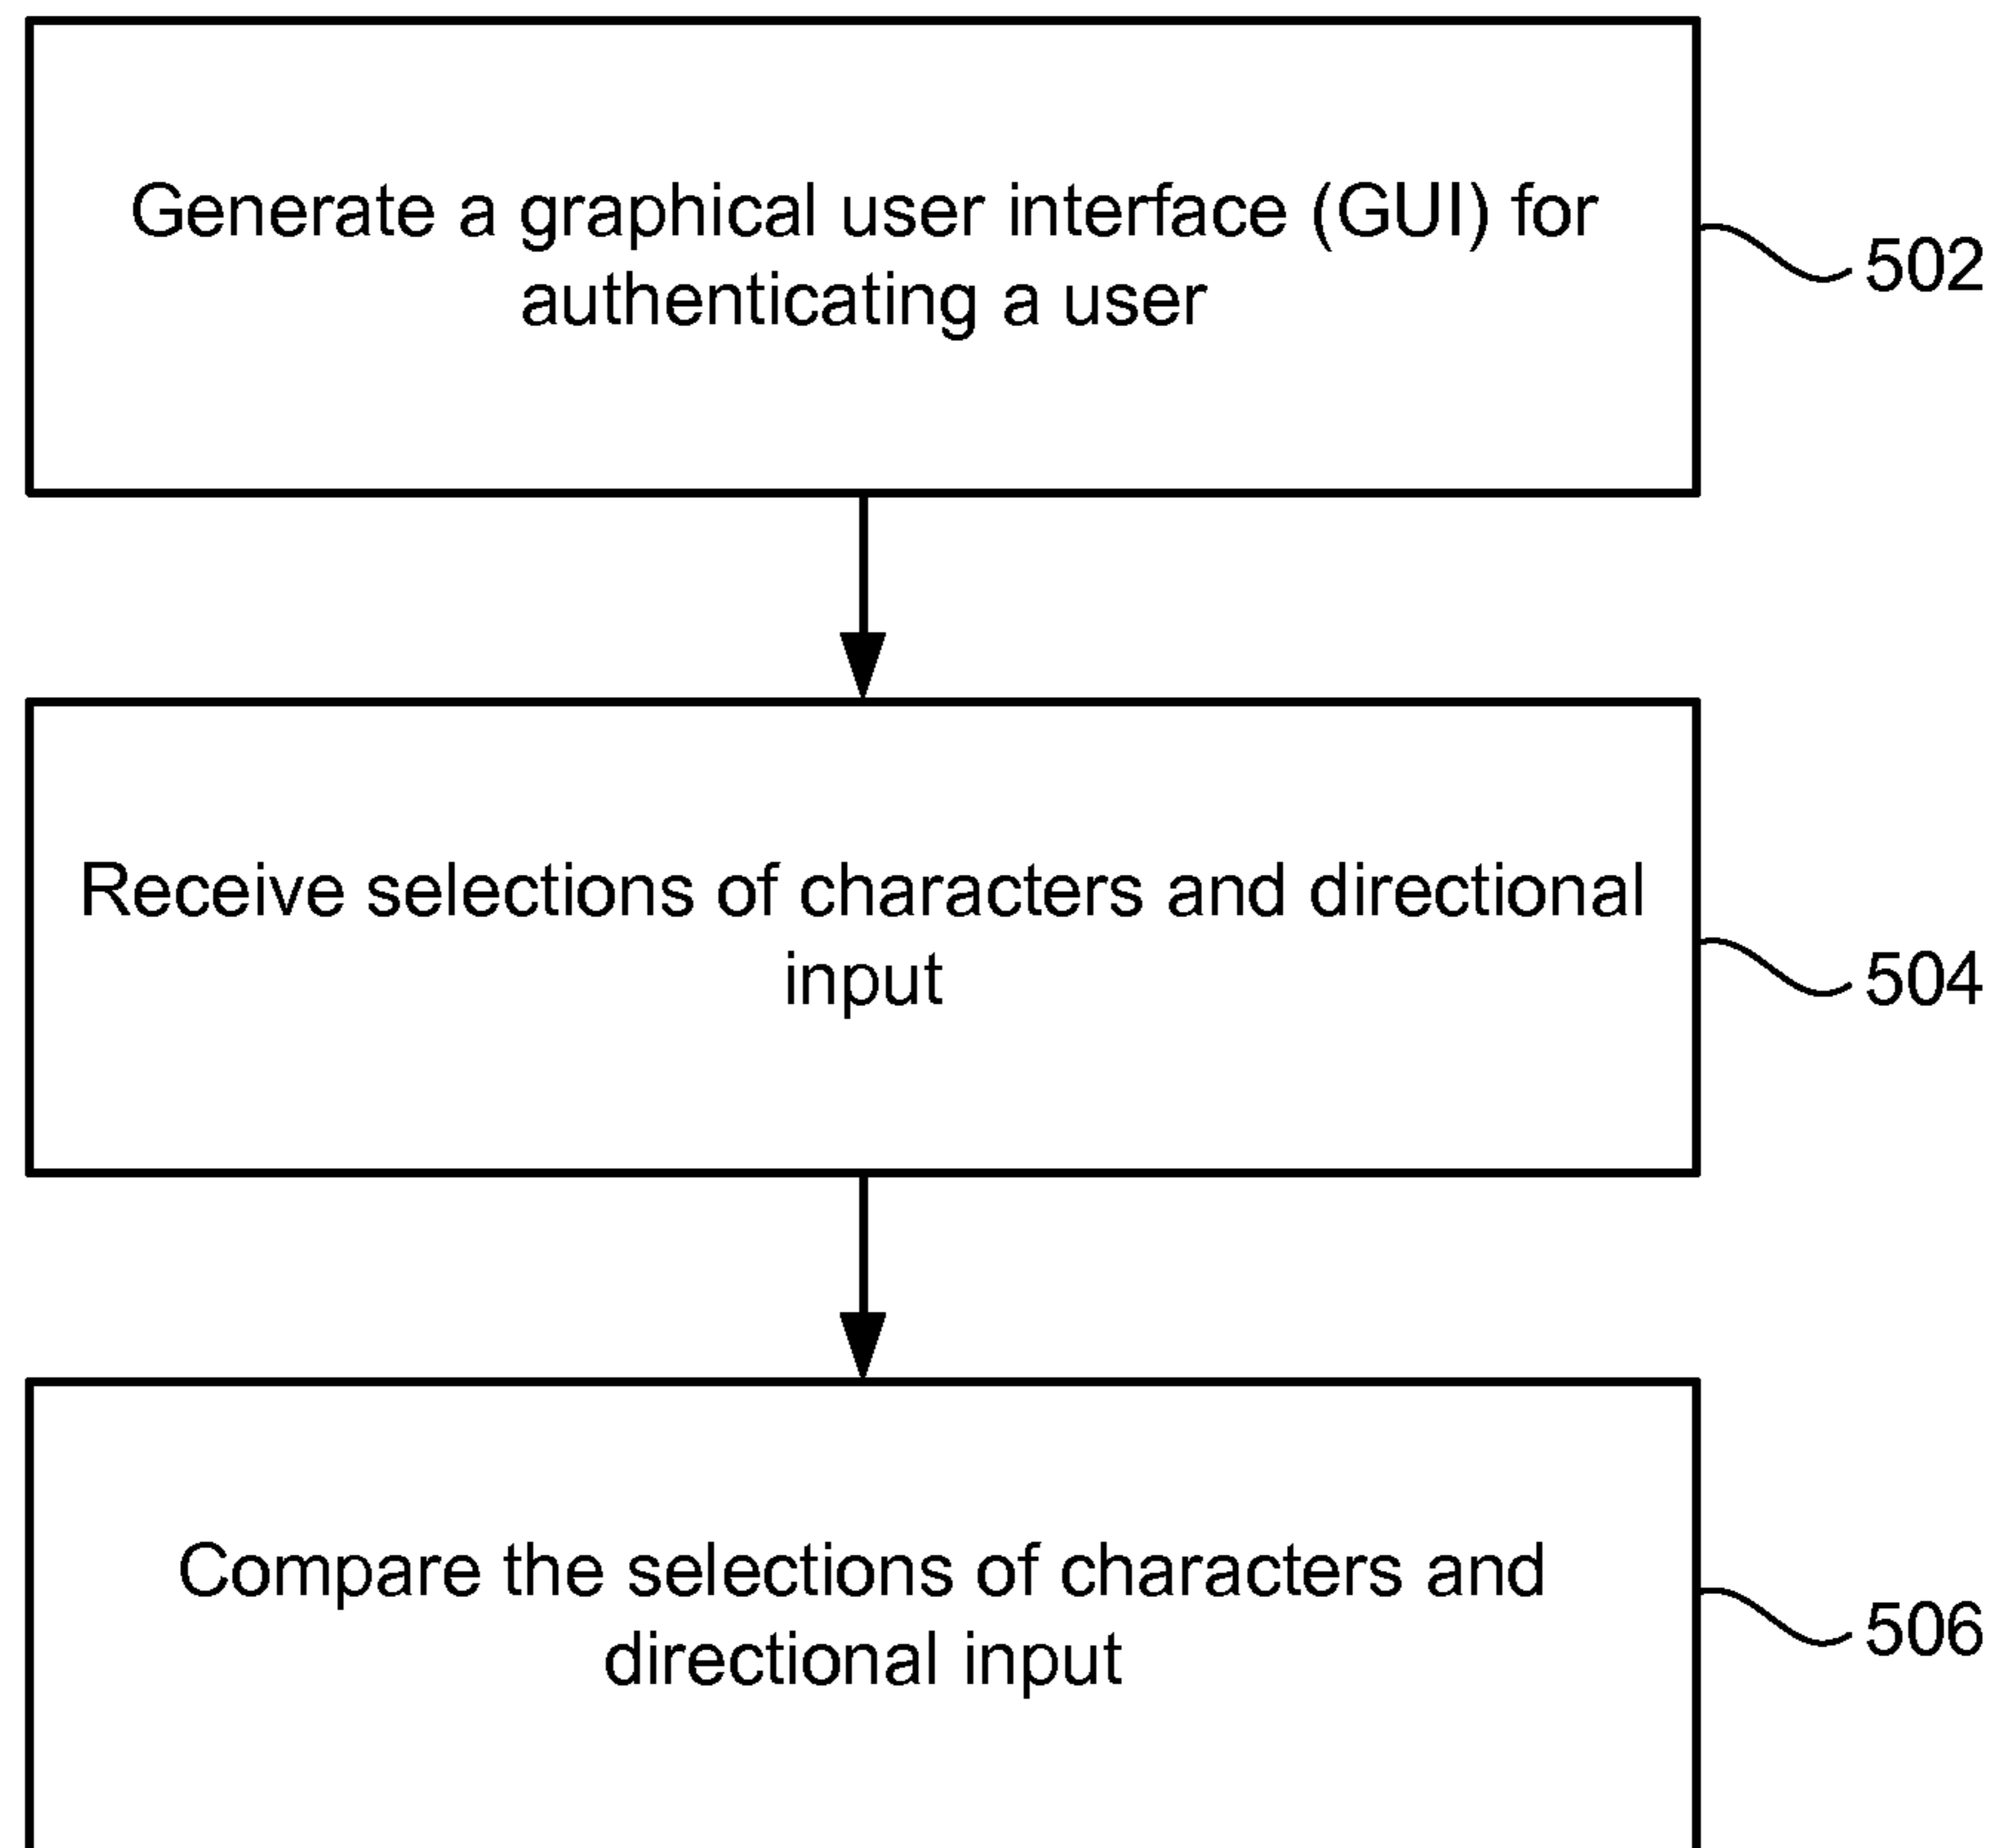 Generate a graphical user interface (GUI) for
authenticating a user
502
Receive selections of characters and directional
input
504
Compare the selections of characters and
directional input
506